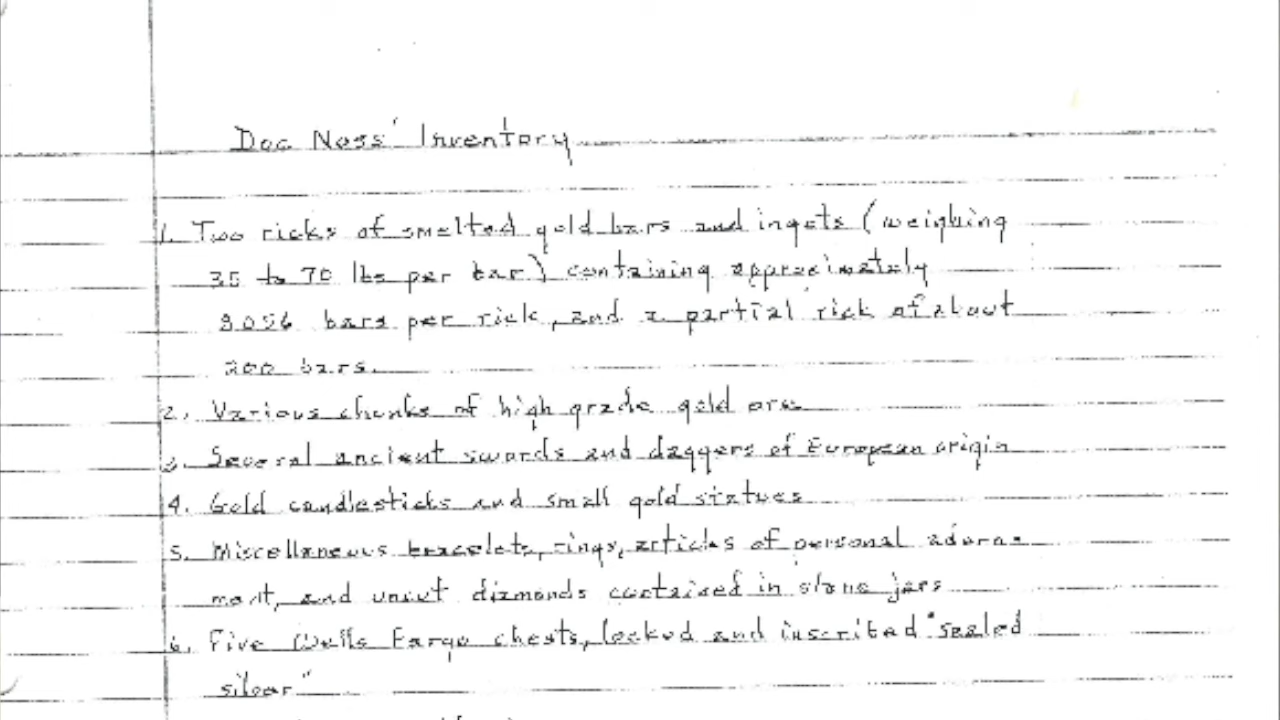 Doc Noss' Inventory
1. Two ricks of smelted gold bars and ingots (weighing
35 to 70 lbs per bar) containing approximately
9056 bars per rick, and a partial rick of about
200 bars.
2. Various chunks of high grade gold ore
3. Several ancient swords and daggers of European origin
4. Gold candlesticks and small gold statues
5. Miscellaneous bracelets, rings, articles of personal adorn-
ment, and uncut diamonds contained in stone jars
6. Five Wells Fargo chests, locked and inscribed "sealed
silver"